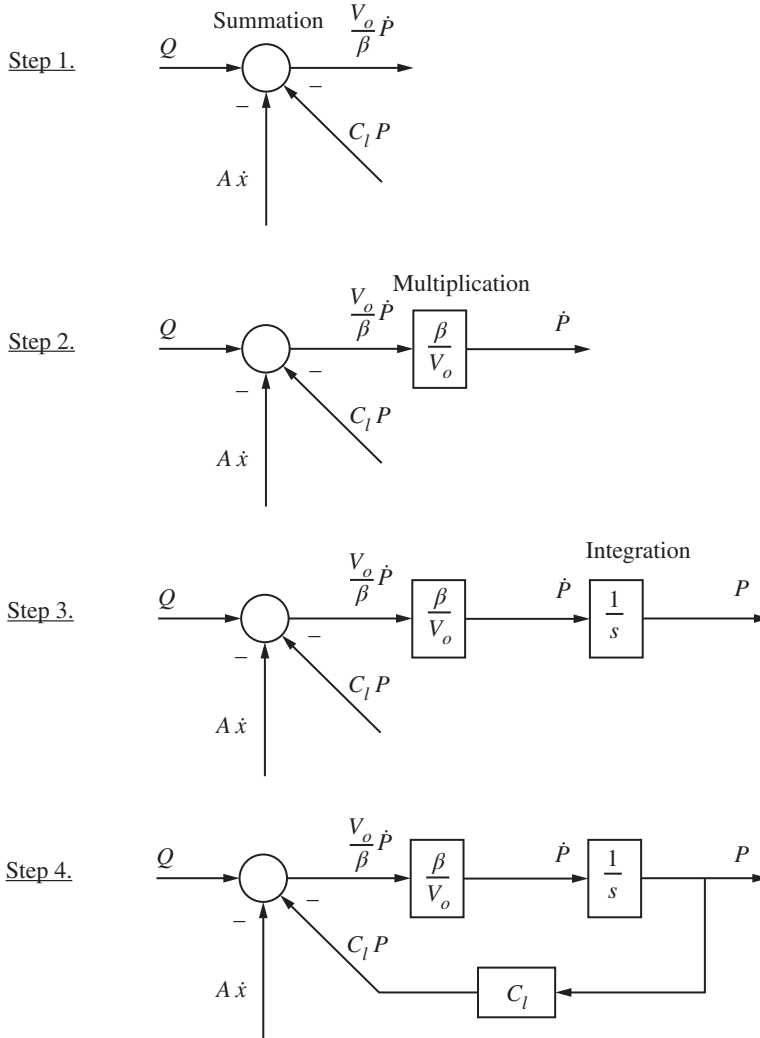 Step 1.
Summation
Q
V_o/β Ṗ
–
–
C_l P
A ẋ
Step 2.
Multiplication
Q
V_o/β Ṗ
β/V_o
Ṗ
–
–
C_l P
A ẋ
Step 3.
Integration
Q
V_o/β Ṗ
β/V_o
Ṗ
1/s
P
–
–
C_l P
A ẋ
Step 4.
Q
V_o/β Ṗ
β/V_o
Ṗ
1/s
P
–
–
C_l P
A ẋ
C_l